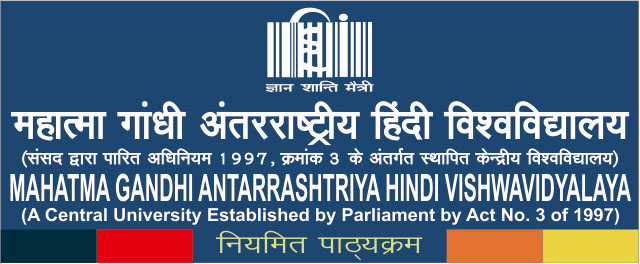 ज्ञान शान्ति मैत्री
महात्मा गांधी अंतरराष्ट्रीय हिंदी विश्वविद्यालय
(संसद द्वारा पारित अधिनियम 1997, क्रमांक 3 के अंतर्गत स्थापित केन्द्रीय विश्वविद्यालय)
MAHATMA GANDHI ANTARRASHTRIYA HINDI VISHWAVIDYALAYA
(A Central University Established by Parliament by Act No. 3 of 1997)
नियमित पाठ्यक्रम